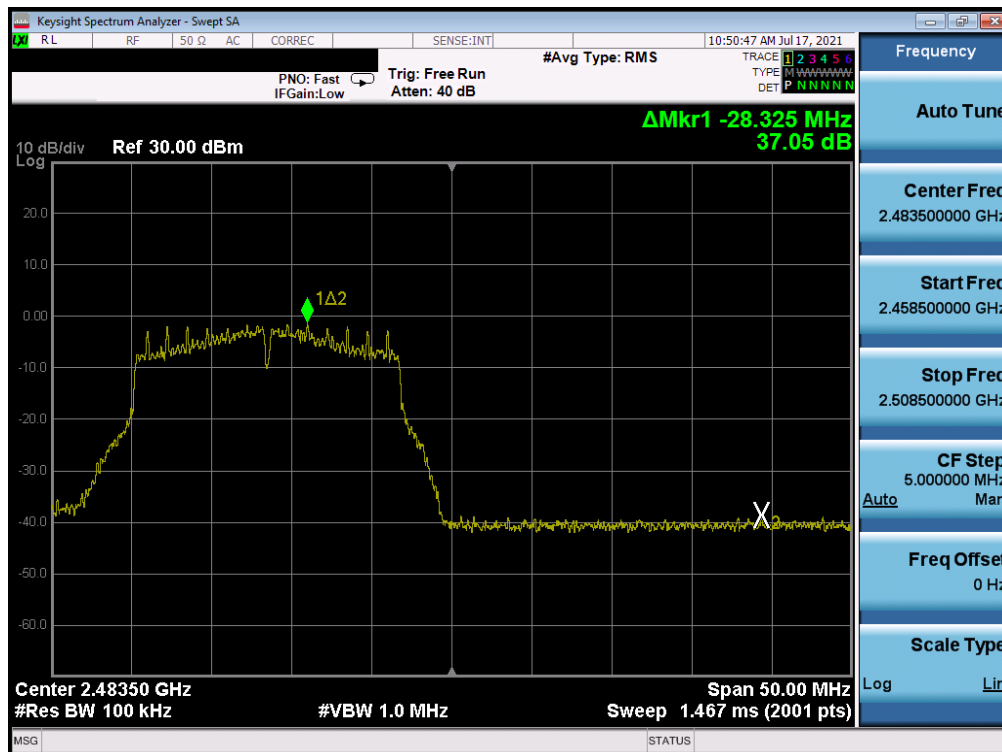 Keysight Spectrum Analyzer - Swept SA
LXI RL RF 50 Ω AC CORREC SENSE:INT 10:50:47 AM Jul 17, 2021
#Avg Type: RMS
TRACE 1 2 3 4 5 6
PNO: Fast Trig: Free Run
TYPE M WWWWW
IFGain:Low Atten: 40 dB
DET P N N N N N
ΔMkr1 -28.325 MHz
37.05 dB
10 dB/div Ref 30.00 dBm
Log
20.0
10.0
0.00
-10.0
-20.0
-30.0
-40.0
-50.0
-60.0
1Δ2
X2
Center 2.48350 GHz Span 50.00 MHz
#Res BW 100 kHz #VBW 1.0 MHz Sweep 1.467 ms (2001 pts)
MSG STATUS
Frequency
Auto Tune
Center Freq
2.483500000 GHz
Start Freq
2.458500000 GHz
Stop Freq
2.508500000 GHz
CF Step
5.000000 MHz
Auto Man
Freq Offset
0 Hz
Scale Type
Log Lin